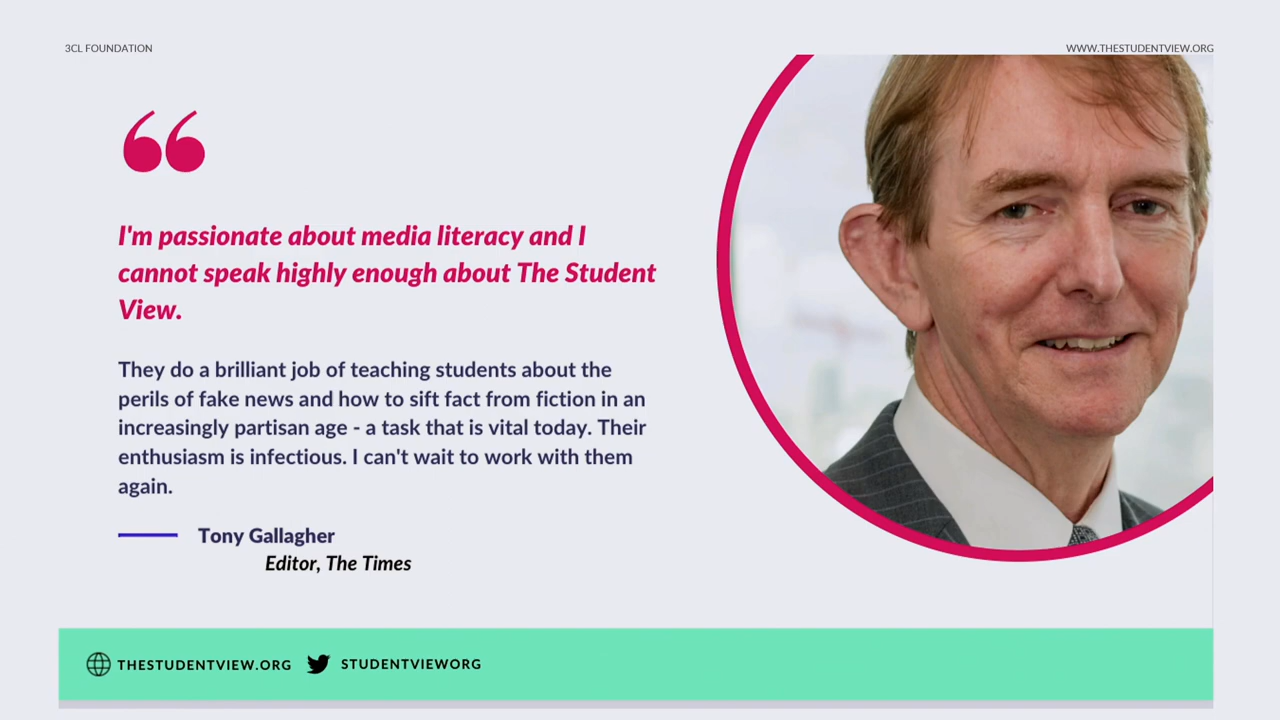 3CL FOUNDATION
WWW.THESTUDENTVIEW.ORG
“
I'm passionate about media literacy and I
cannot speak highly enough about The Student
View.
They do a brilliant job of teaching students about the
perils of fake news and how to sift fact from fiction in an
increasingly partisan age - a task that is vital today. Their
enthusiasm is infectious. I can't wait to work with them
again.
Tony Gallagher
Editor, The Times
THESTUDENTVIEW.ORG
STUDENTVIEWORG